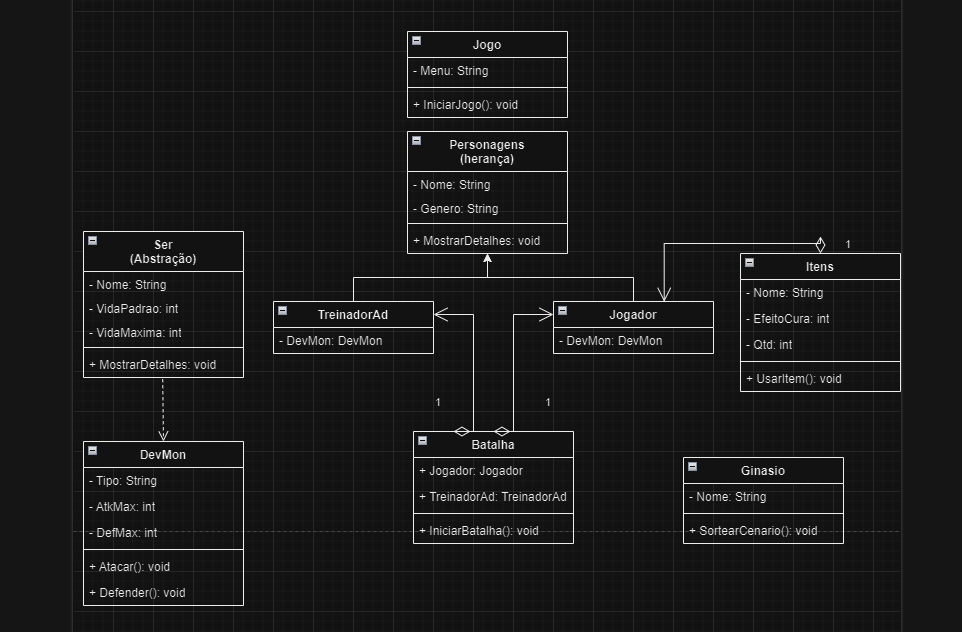 Jogo
- Menu: String
+ IniciarJogo(): void
Personagens
(herança)
- Nome: String
- Genero: String
+ MostrarDetalhes: void
Ser
(Abstração)
- Nome: String
- VidaPadrao: int
- VidaMaxima: int
+ MostrarDetalhes: void
1
Itens
- Nome: String
- EfeitoCura: int
- Qtd: int
+ UsarItem(): void
TreinadorAd
- DevMon: DevMon
Jogador
- DevMon: DevMon
1
1
DevMon
- Tipo: String
- AtkMax: int
- DefMax: int
+ Atacar(): void
+ Defender(): void
Batalha
+ Jogador: Jogador
+ TreinadorAd: TreinadorAd
+ IniciarBatalha(): void
Ginasio
- Nome: String
+ SortearCenario(): void